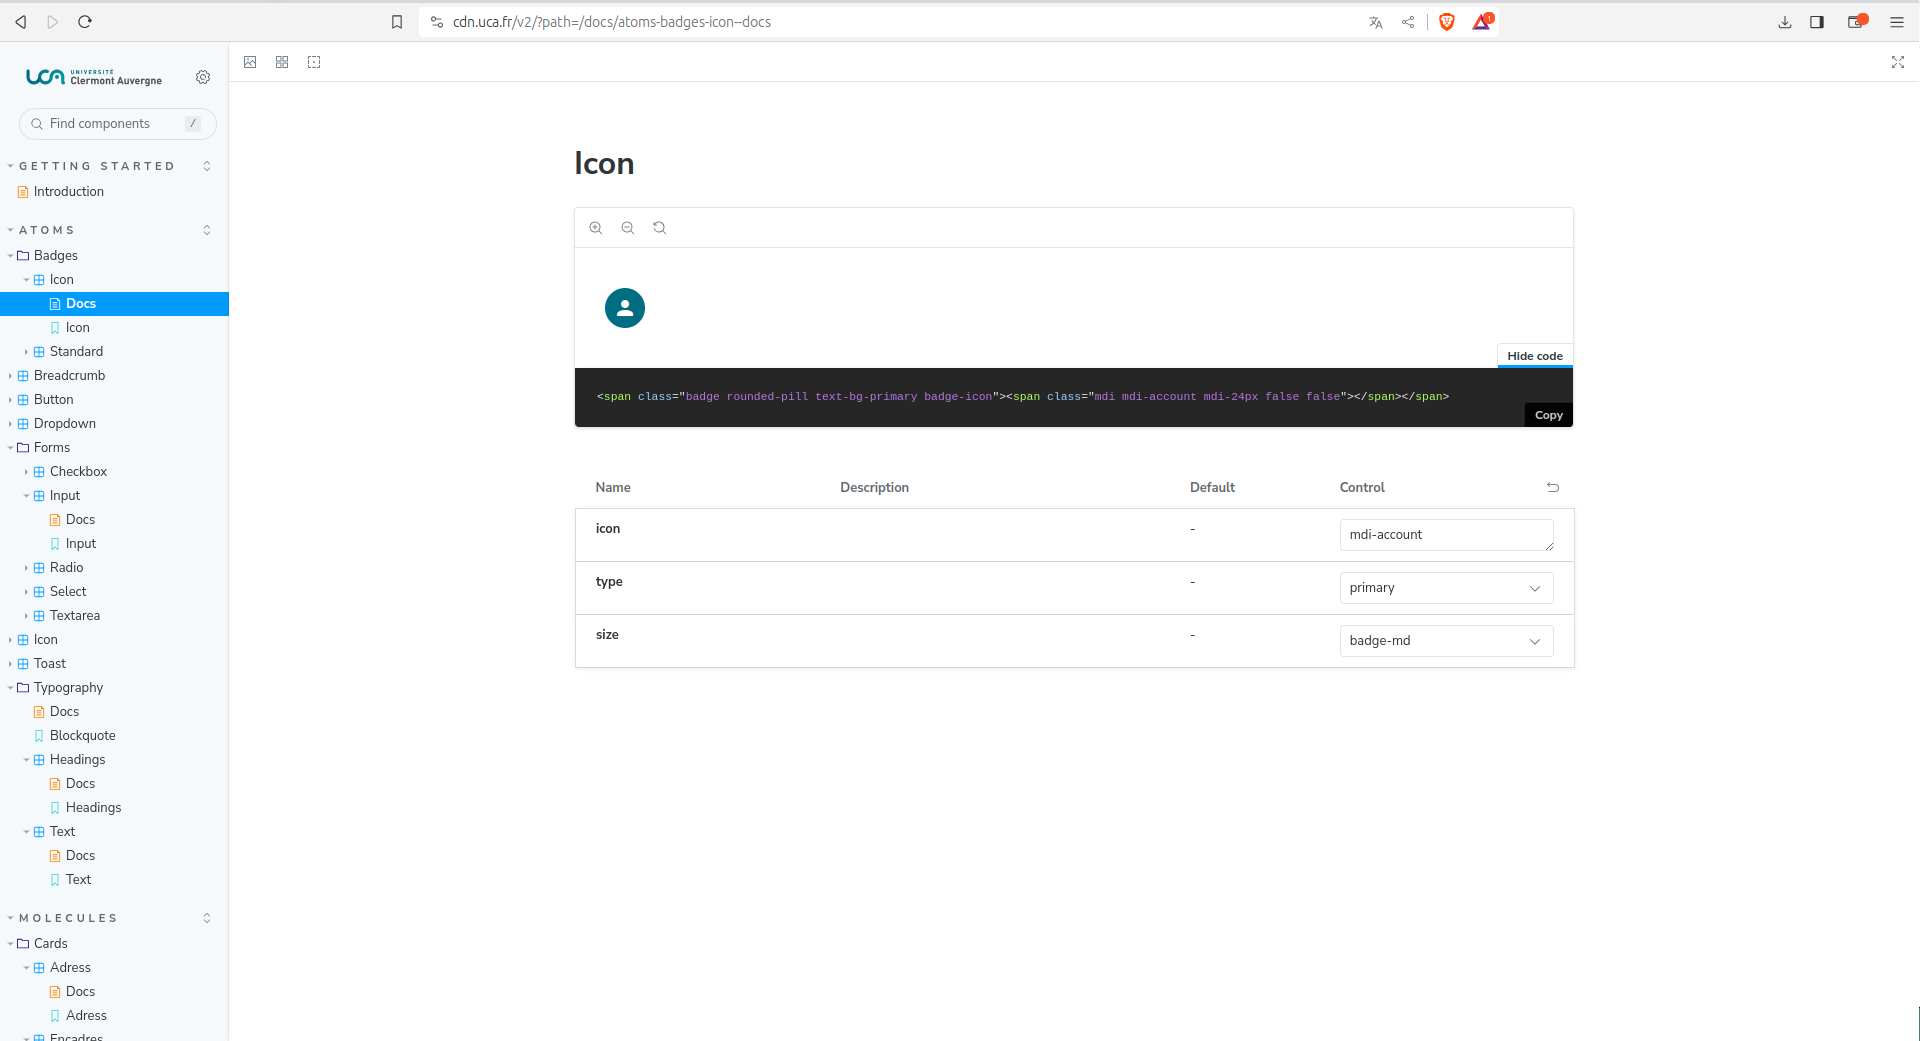 cdn.uca.fr/v2/?path=/docs/atoms-badges-icon--docs
1
uca UNIVERSITÉ Clermont Auvergne
Find components /
GETTING STARTED
Introduction
ATOMS
Badges
Icon
Docs
Icon
Standard
Breadcrumb
Button
Dropdown
Forms
Checkbox
Input
Docs
Input
Radio
Select
Textarea
Icon
Toast
Typography
Docs
Blockquote
Headings
Docs
Headings
Text
Docs
Text
MOLECULES
Cards
Adress
Docs
Adress
Encadres
Icon
Hide code
<span class="badge rounded-pill text-bg-primary badge-icon"><span class="mdi mdi-account mdi-24px false false"></span></span>
Copy
Name Description Default Control
icon - mdi-account
type - primary
size - badge-md